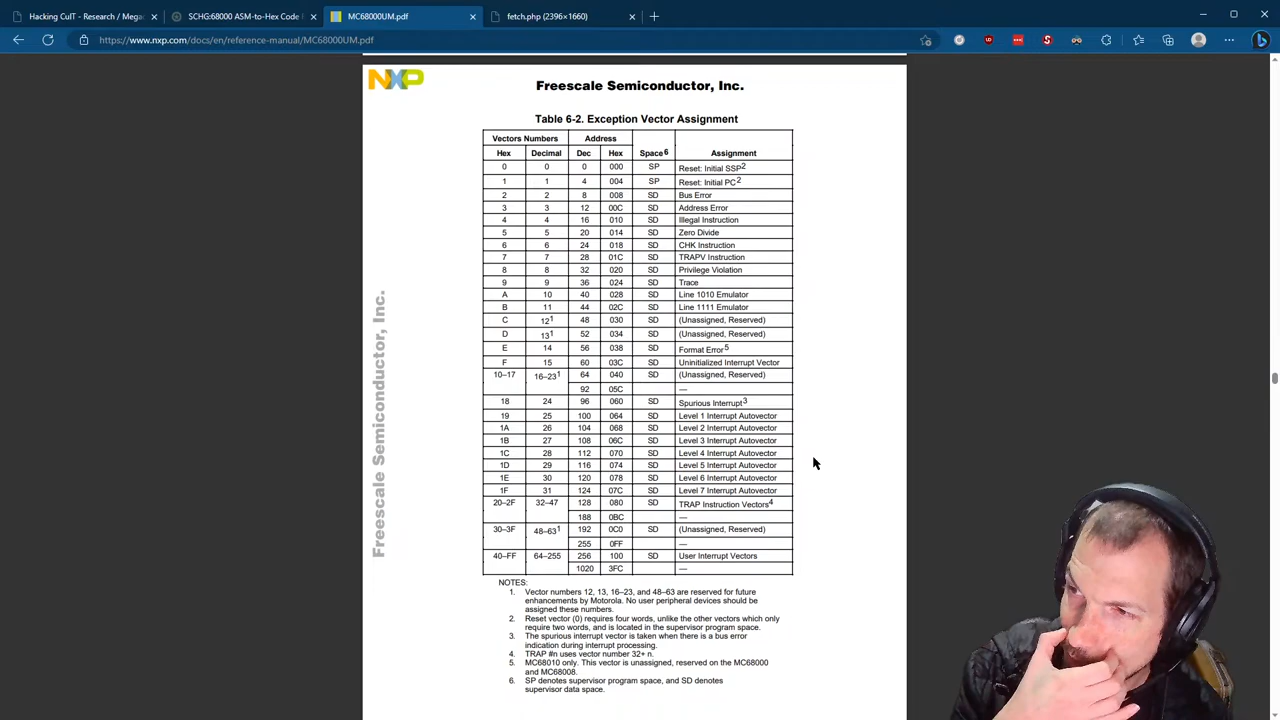 Hacking CuIT - Research / Mega
SCHG:68000 ASM-to-Hex Code
MC68000UM.pdf
fetch.php (2396×1660)
https://www.nxp.com/docs/en/reference-manual/MC68000UM.pdf
NXP
Freescale Semiconductor, Inc.
Table 6-2. Exception Vector Assignment
Vectors Numbers Address
Hex Decimal Dec Hex Space6 Assignment
0 0 0 000 SP Reset: Initial SSP2
1 1 4 004 SP Reset: Initial PC2
2 2 8 008 SD Bus Error
3 3 12 00C SD Address Error
4 4 16 010 SD Illegal Instruction
5 5 20 014 SD Zero Divide
6 6 24 018 SD CHK Instruction
7 7 28 01C SD TRAPV Instruction
8 8 32 020 SD Privilege Violation
9 9 36 024 SD Trace
A 10 40 028 SD Line 1010 Emulator
B 11 44 02C SD Line 1111 Emulator
C 121 48 030 SD (Unassigned, Reserved)
D 131 52 034 SD (Unassigned, Reserved)
E 14 56 038 SD Format Error5
F 15 60 03C SD Uninitialized Interrupt Vector
10–17 16–231 64 040 SD (Unassigned, Reserved)
92 05C —
18 24 96 060 SD Spurious Interrupt3
19 25 100 064 SD Level 1 Interrupt Autovector
1A 26 104 068 SD Level 2 Interrupt Autovector
1B 27 108 06C SD Level 3 Interrupt Autovector
1C 28 112 070 SD Level 4 Interrupt Autovector
1D 29 116 074 SD Level 5 Interrupt Autovector
1E 30 120 078 SD Level 6 Interrupt Autovector
1F 31 124 07C SD Level 7 Interrupt Autovector
20–2F 32–47 128 080 SD TRAP Instruction Vectors4
188 0BC —
30–3F 48–631 192 0C0 SD (Unassigned, Reserved)
255 0FF —
40–FF 64–255 256 100 SD User Interrupt Vectors
1020 3FC —
NOTES:
1. Vector numbers 12, 13, 16–23, and 48–63 are reserved for future
enhancements by Motorola. No user peripheral devices should be
assigned these numbers.
2. Reset vector (0) requires four words, unlike the other vectors which only
require two words, and is located in the supervisor program space.
3. The spurious interrupt vector is taken when there is a bus error
indication during interrupt processing.
4. TRAP #n uses vector number 32+ n.
5. MC68010 only. This vector is unassigned, reserved on the MC68000
and MC68008.
6. SP denotes supervisor program space, and SD denotes
supervisor data space.
Freescale Semiconductor, Inc.